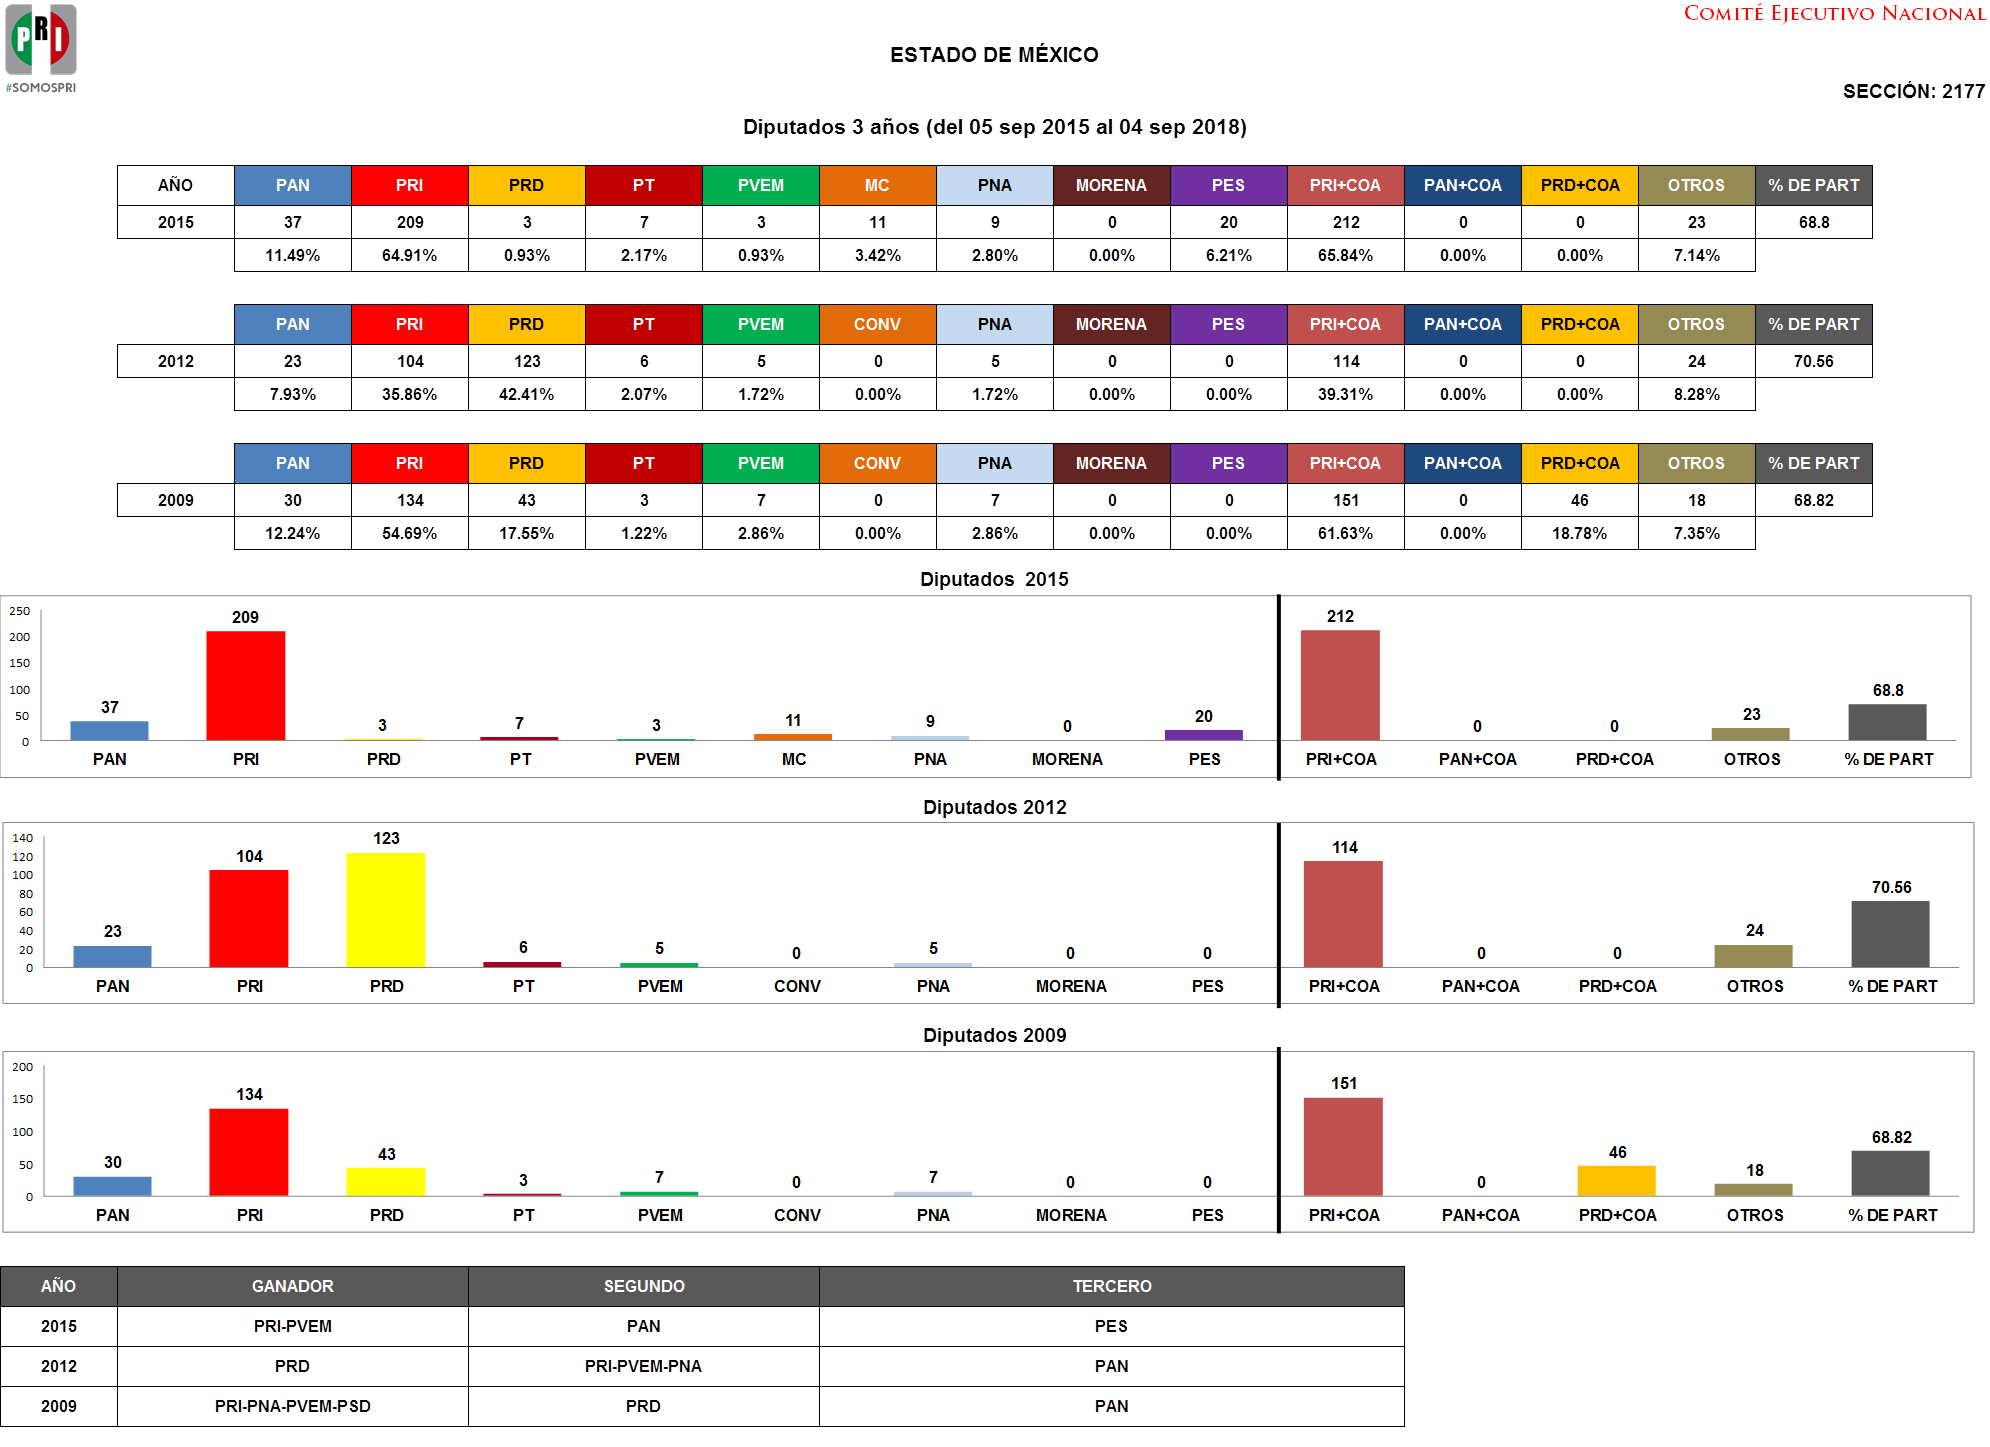 PRI
#SOMOSPRI
COMITÉ EJECUTIVO NACIONAL
ESTADO DE MÉXICO
SECCIÓN: 2177
Diputados 3 años (del 05 sep 2015 al 04 sep 2018)
AÑO PAN PRI PRD PT PVEM MC PNA MORENA PES PRI+COA PAN+COA PRD+COA OTROS % DE PART
2015 37 209 3 7 3 11 9 0 20 212 0 0 23 68.8
11.49% 64.91% 0.93% 2.17% 0.93% 3.42% 2.80% 0.00% 6.21% 65.84% 0.00% 0.00% 7.14%
PAN PRI PRD PT PVEM CONV PNA MORENA PES PRI+COA PAN+COA PRD+COA OTROS % DE PART
2012 23 104 123 6 5 0 5 0 0 114 0 0 24 70.56
7.93% 35.86% 42.41% 2.07% 1.72% 0.00% 1.72% 0.00% 0.00% 39.31% 0.00% 0.00% 8.28%
PAN PRI PRD PT PVEM CONV PNA MORENA PES PRI+COA PAN+COA PRD+COA OTROS % DE PART
2009 30 134 43 3 7 0 7 0 0 151 0 46 18 68.82
12.24% 54.69% 17.55% 1.22% 2.86% 0.00% 2.86% 0.00% 0.00% 61.63% 0.00% 18.78% 7.35%
Diputados 2015
250
200
150
100
50
0
37 209 3 7 3 11 9 0 20 212 0 0 23 68.8
PAN PRI PRD PT PVEM MC PNA MORENA PES PRI+COA PAN+COA PRD+COA OTROS % DE PART
Diputados 2012
140
120
100
80
60
40
20
0
23 104 123 6 5 0 5 0 0 114 0 0 24 70.56
PAN PRI PRD PT PVEM CONV PNA MORENA PES PRI+COA PAN+COA PRD+COA OTROS % DE PART
Diputados 2009
200
150
100
50
0
30 134 43 3 7 0 7 0 0 151 0 46 18 68.82
PAN PRI PRD PT PVEM CONV PNA MORENA PES PRI+COA PAN+COA PRD+COA OTROS % DE PART
AÑO GANADOR SEGUNDO TERCERO
2015 PRI-PVEM PAN PES
2012 PRD PRI-PVEM-PNA PAN
2009 PRI-PNA-PVEM-PSD PRD PAN